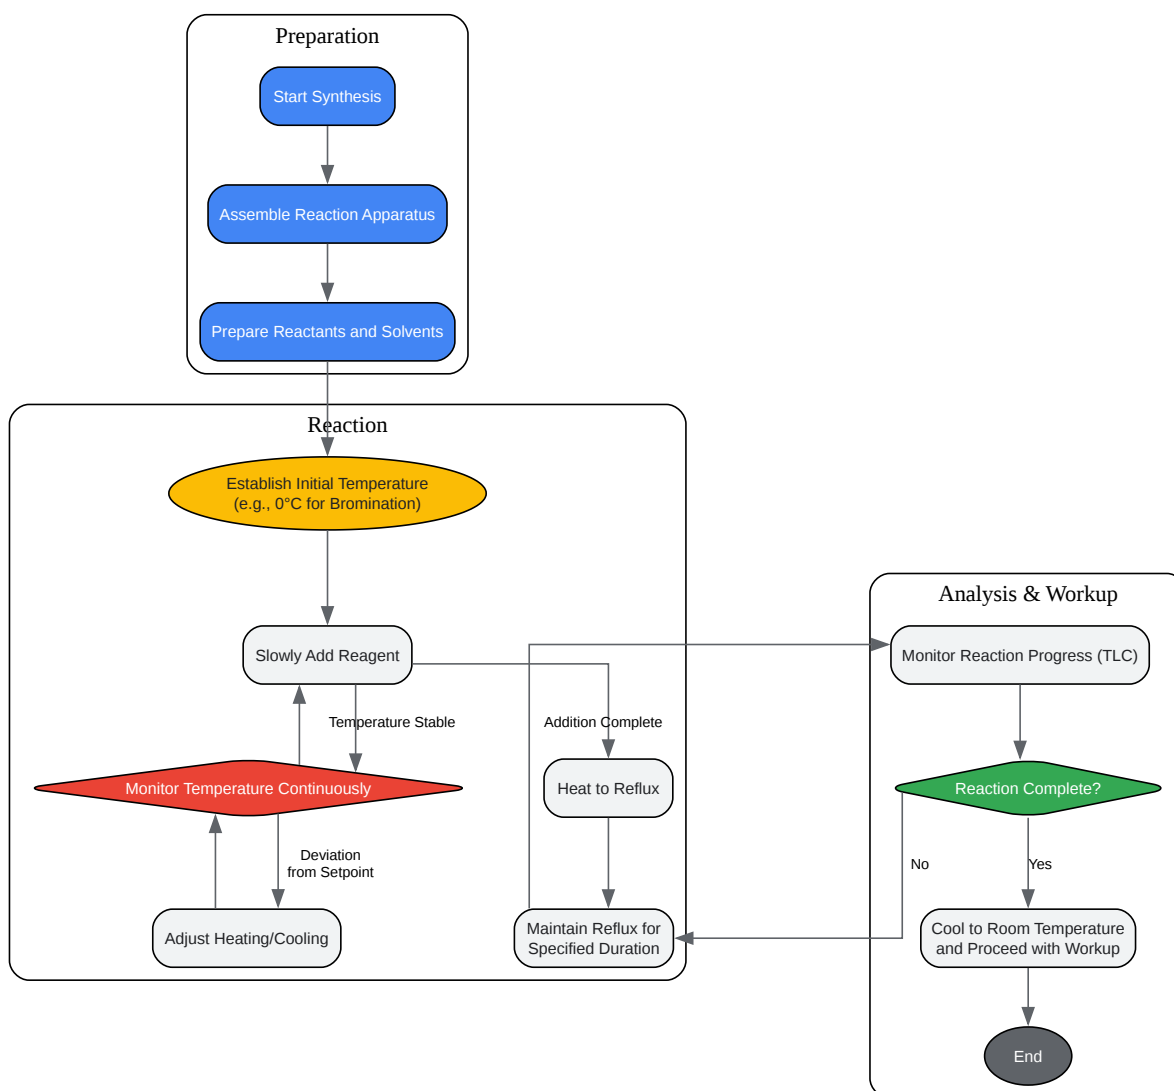 Preparation
Start Synthesis
Assemble Reaction Apparatus
Prepare Reactants and Solvents
Reaction
Establish Initial Temperature
(e.g., 0°C for Bromination)
Slowly Add Reagent
Temperature Stable
Addition Complete
Monitor Temperature Continuously
Heat to Reflux
Deviation
from Setpoint
Adjust Heating/Cooling
Maintain Reflux for
Specified Duration
Analysis & Workup
Monitor Reaction Progress (TLC)
Reaction Complete?
No
Yes
Cool to Room Temperature
and Proceed with Workup
End